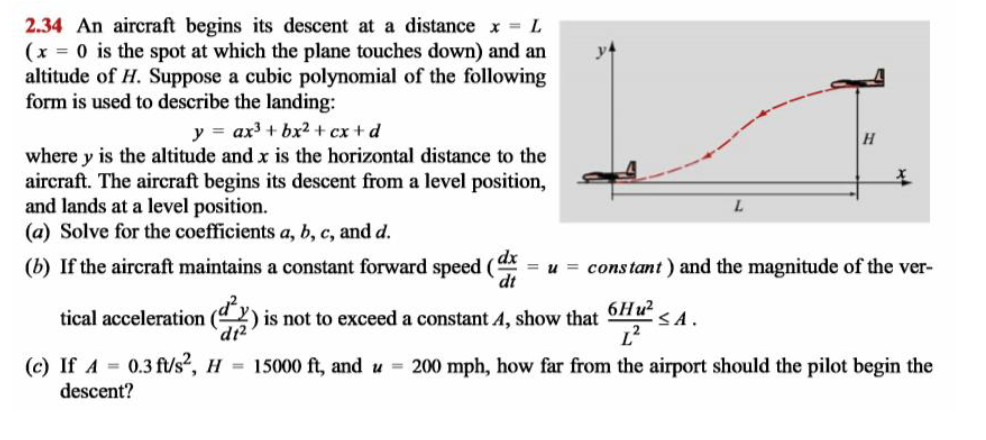 2.34 An aircraft begins its descent at a distance x = L
(x = 0 is the spot at which the plane touches down) and an
altitude of H. Suppose a cubic polynomial of the following
form is used to describe the landing:
y = ax³ + bx² + cx + d
where y is the altitude and x is the horizontal distance to the
aircraft. The aircraft begins its descent from a level position,
and lands at a level position.
(a) Solve for the coefficients a, b, c, and d.
(b) If the aircraft maintains a constant forward speed (dx/dt = u = constant) and the magnitude of the ver-
tical acceleration (d²y/dt²) is not to exceed a constant A, show that 6Hu²/L² ≤ A.
(c) If A = 0.3 ft/s², H = 15000 ft, and u = 200 mph, how far from the airport should the pilot begin the
descent?
y
H
x
L